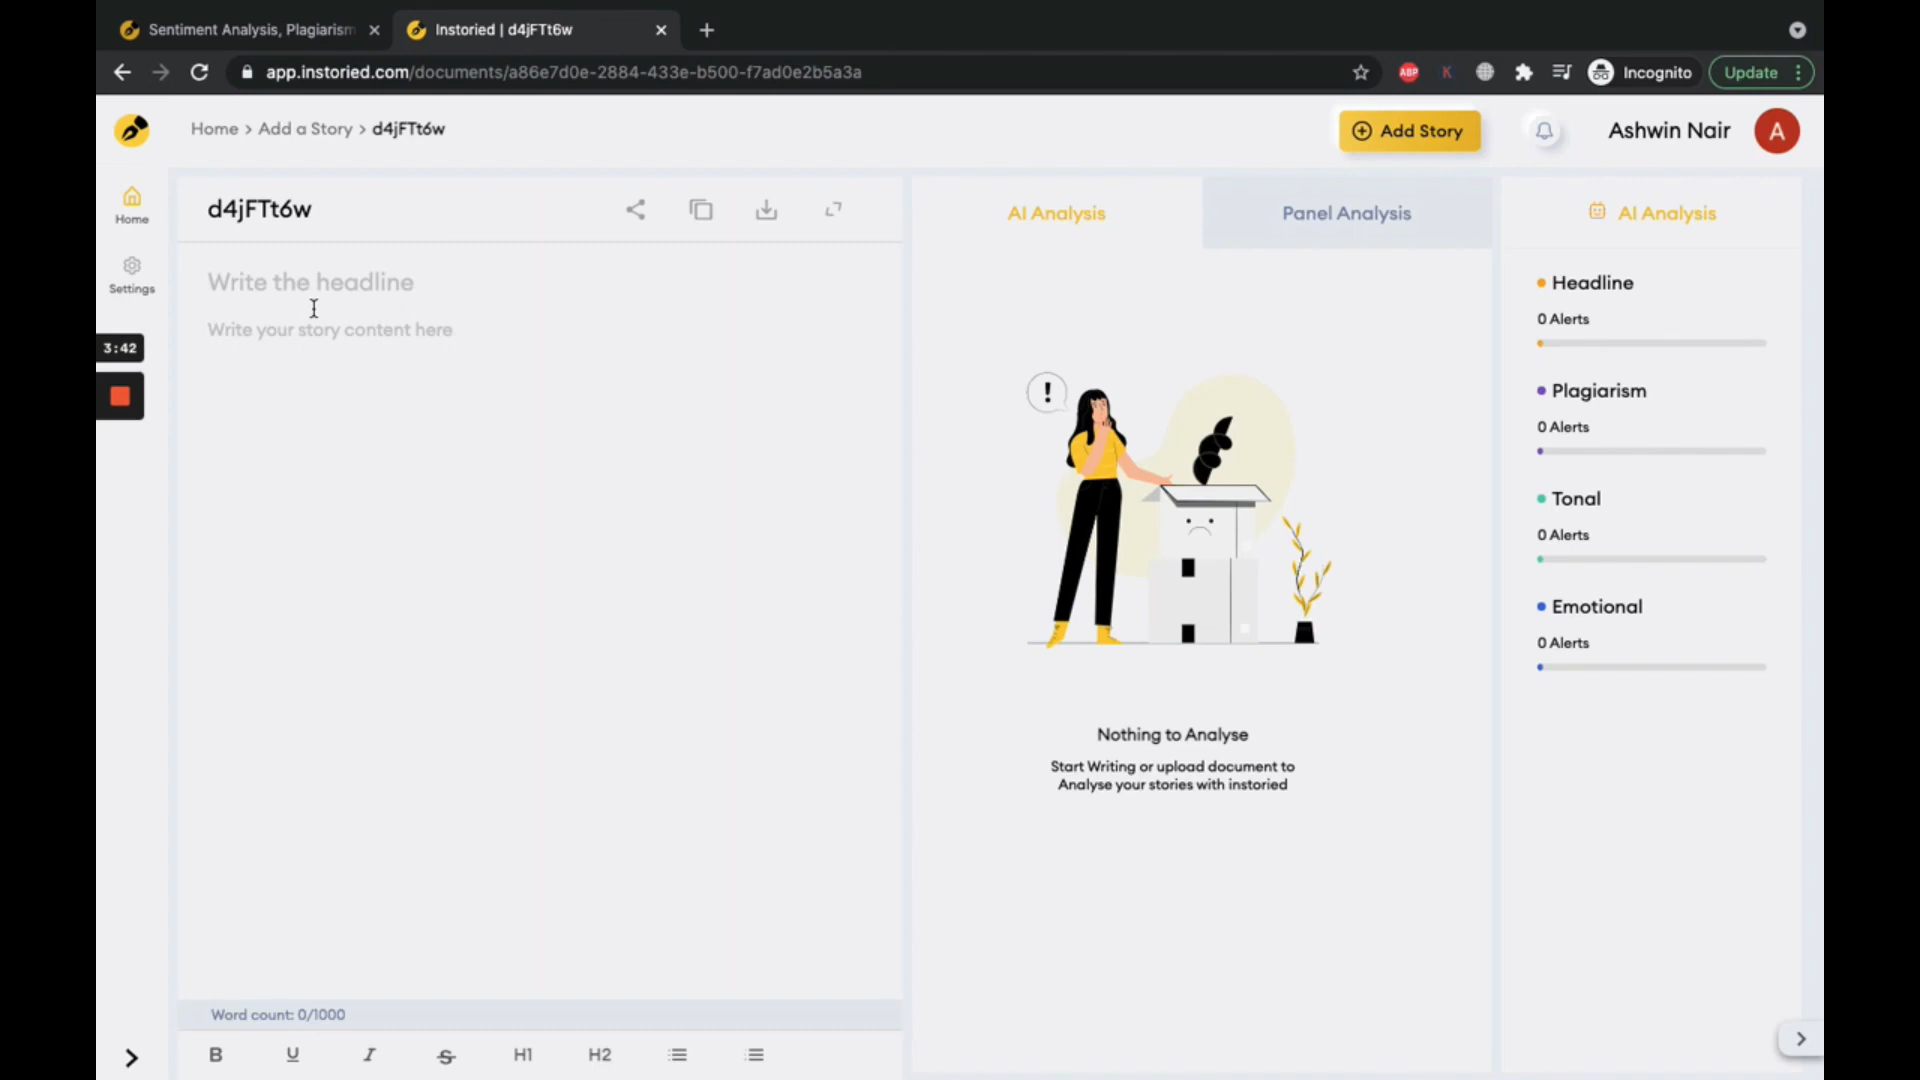 Sentiment Analysis, Plagiarism
Instoried | d4jFTt6w
app.instoried.com/documents/a86e7d0e-2884-433e-b500-f7ad0e2b5a3a
ABP
K
Incognito
Update
Home > Add a Story > d4jFTt6w
Add Story
Ashwin Nair
A
Home
Settings
3:42
d4jFTt6w
Write the headline
Write your story content here
Word count: 0/1000
B U I S H1 H2
AI Analysis
Panel Analysis
!
Nothing to Analyse
Start Writing or upload document to
Analyse your stories with instoried
AI Analysis
Headline
0 Alerts
Plagiarism
0 Alerts
Tonal
0 Alerts
Emotional
0 Alerts